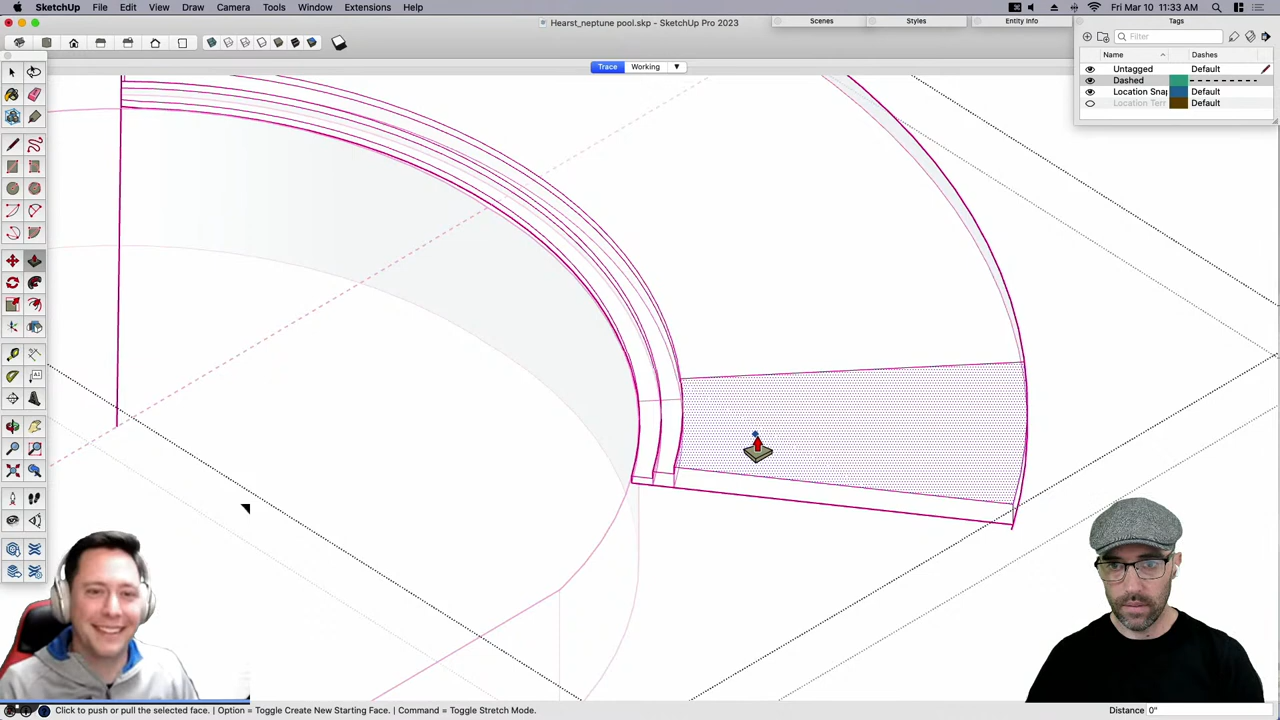 SketchUp File Edit View Draw Camera Tools Window Extensions Help
Fri Mar 10 11:33 AM
Hearst_neptune pool.skp - SketchUp Pro 2023
Scenes
Styles
Entity Info
Tags
Filter
Name Dashes
Untagged Default
Dashed
Location Snap Default
Location Terr Default
Trace Working
Click to push or pull the selected face. | Option = Toggle Create New Starting Face. | Command = Toggle Stretch Mode.
Distance 0"